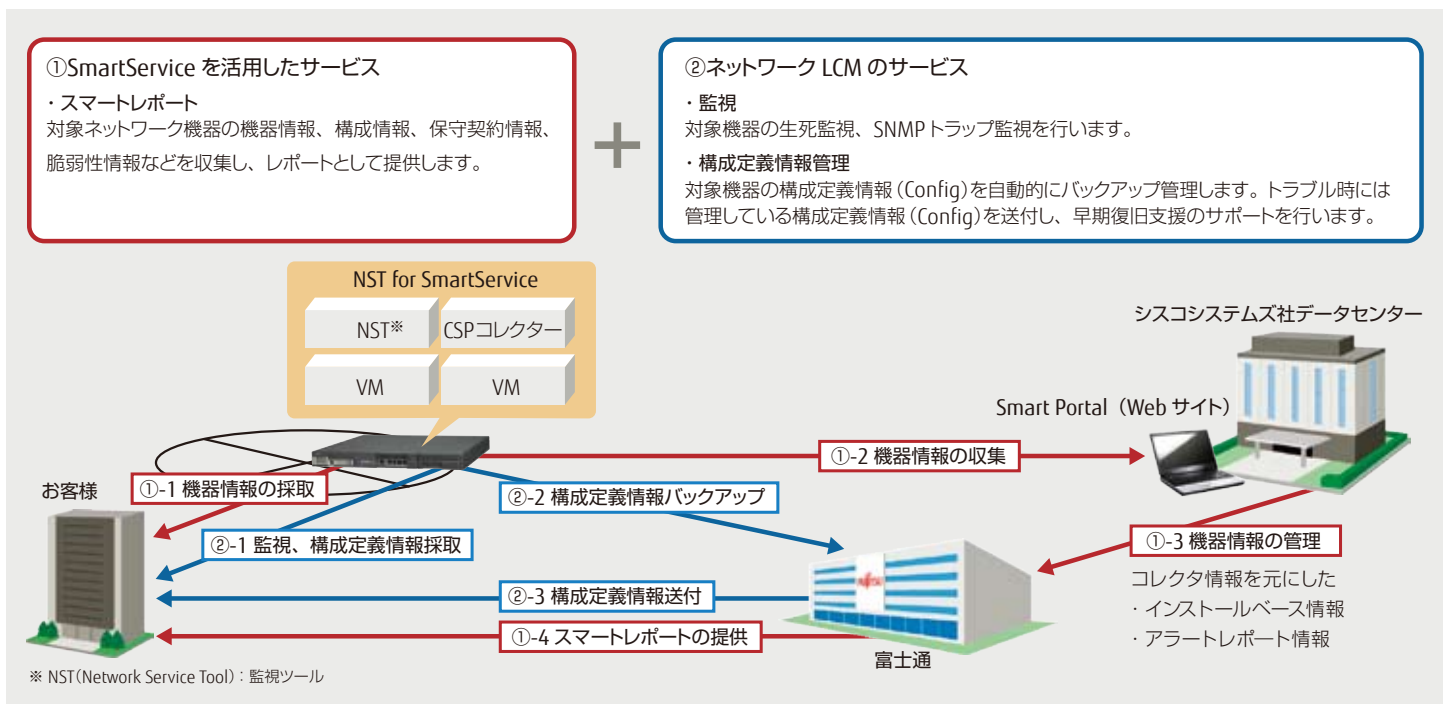 ①SmartService を活用したサービス
・スマートレポート
対象ネットワーク機器の機器情報、構成情報、保守契約情報、
脆弱性情報などを収集し、レポートとして提供します。
+
②ネットワーク LCM のサービス
・監視
対象機器の生死監視、SNMP トラップ監視を行います。
・構成定義情報管理
対象機器の構成定義情報（Config）を自動的にバックアップ管理します。トラブル時には
管理している構成定義情報（Config）を送付し、早期復旧支援のサポートを行います。
NST for SmartService
NST※
CSPコレクター
VM
VM
シスコシステムズ社データセンター
Smart Portal（Web サイト）
①-2 機器情報の収集
お客様
①-1 機器情報の採取
②-2 構成定義情報バックアップ
②-1 監視、構成定義情報採取
①-3 機器情報の管理
コレクタ情報を元にした
・インストールベース情報
・アラートレポート情報
FUJITSU
②-3 構成定義情報送付
①-4 スマートレポートの提供
富士通
※ NST（Network Service Tool）：監視ツール